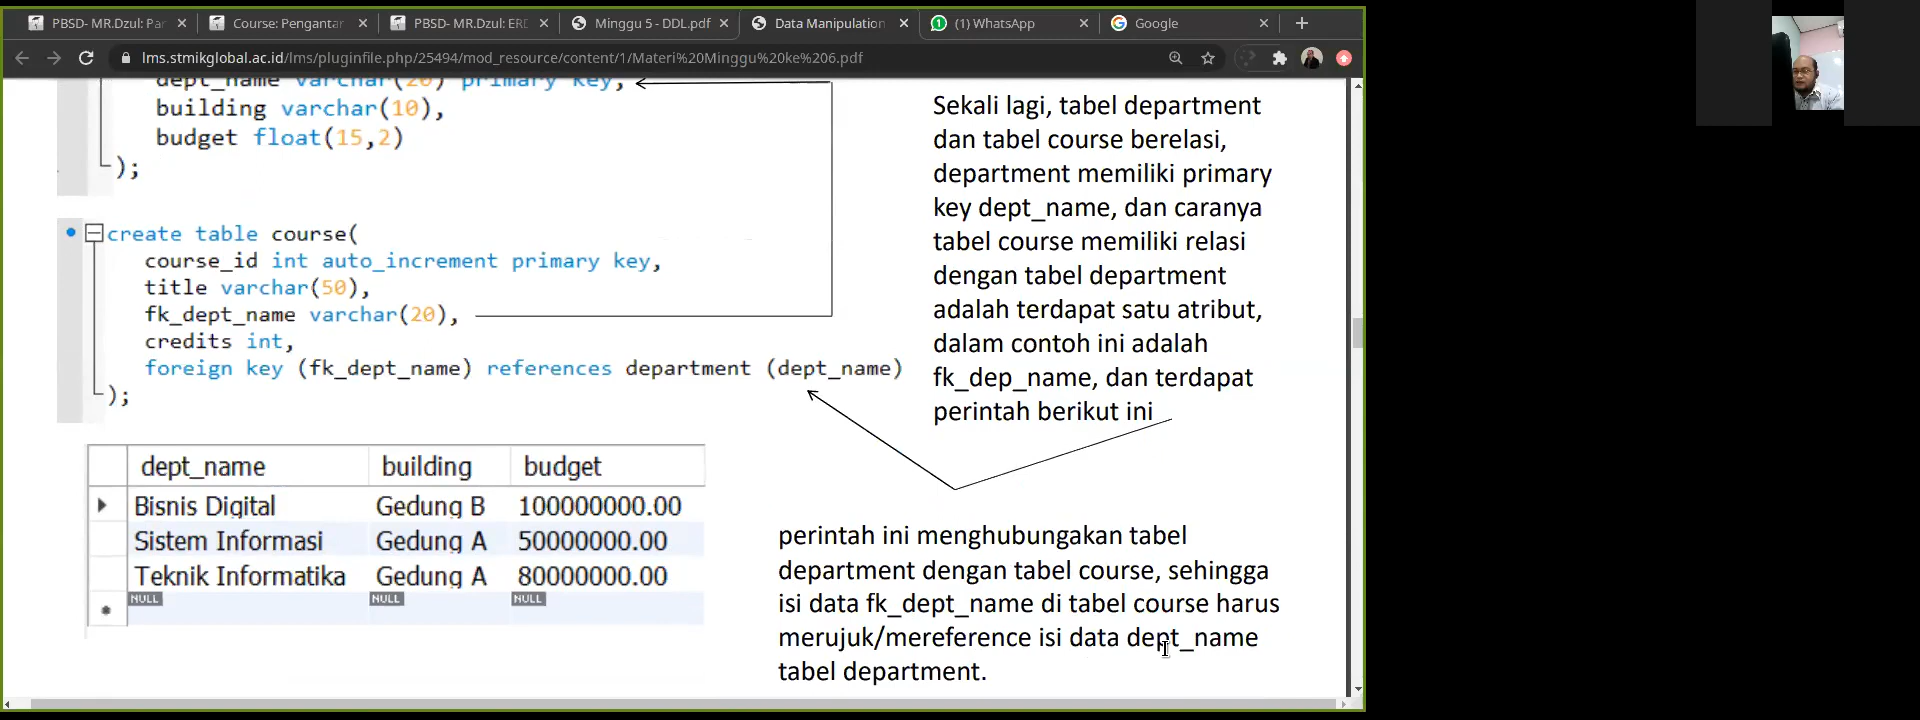 PBSD- MR.Dzul: Par
Course: Pengantar
PBSD- MR.Dzul: ERD
Minggu 5 - DDL.pdf
Data Manipulation
(1) WhatsApp
Google
lms.stmikglobal.ac.id/lms/pluginfile.php/25494/mod_resource/content/1/Materi%20Minggu%20ke%206.pdf
dept_name varchar(20) primary key,
building varchar(10),
budget float(15,2)
);
create table course(
course_id int auto_increment primary key,
title varchar(50),
fk_dept_name varchar(20),
credits int,
foreign key (fk_dept_name) references department (dept_name)
);
Sekali lagi, tabel department
dan tabel course berelasi,
department memiliki primary
key dept_name, dan caranya
tabel course memiliki relasi
dengan tabel department
adalah terdapat satu atribut,
dalam contoh ini adalah
fk_dep_name, dan terdapat
perintah berikut ini
dept_name building budget
Bisnis Digital Gedung B 100000000.00
Sistem Informasi Gedung A 50000000.00
Teknik Informatika Gedung A 80000000.00
NULL NULL NULL
perintah ini menghubungakan tabel
department dengan tabel course, sehingga
isi data fk_dept_name di tabel course harus
merujuk/mereference isi data dept_name
tabel department.